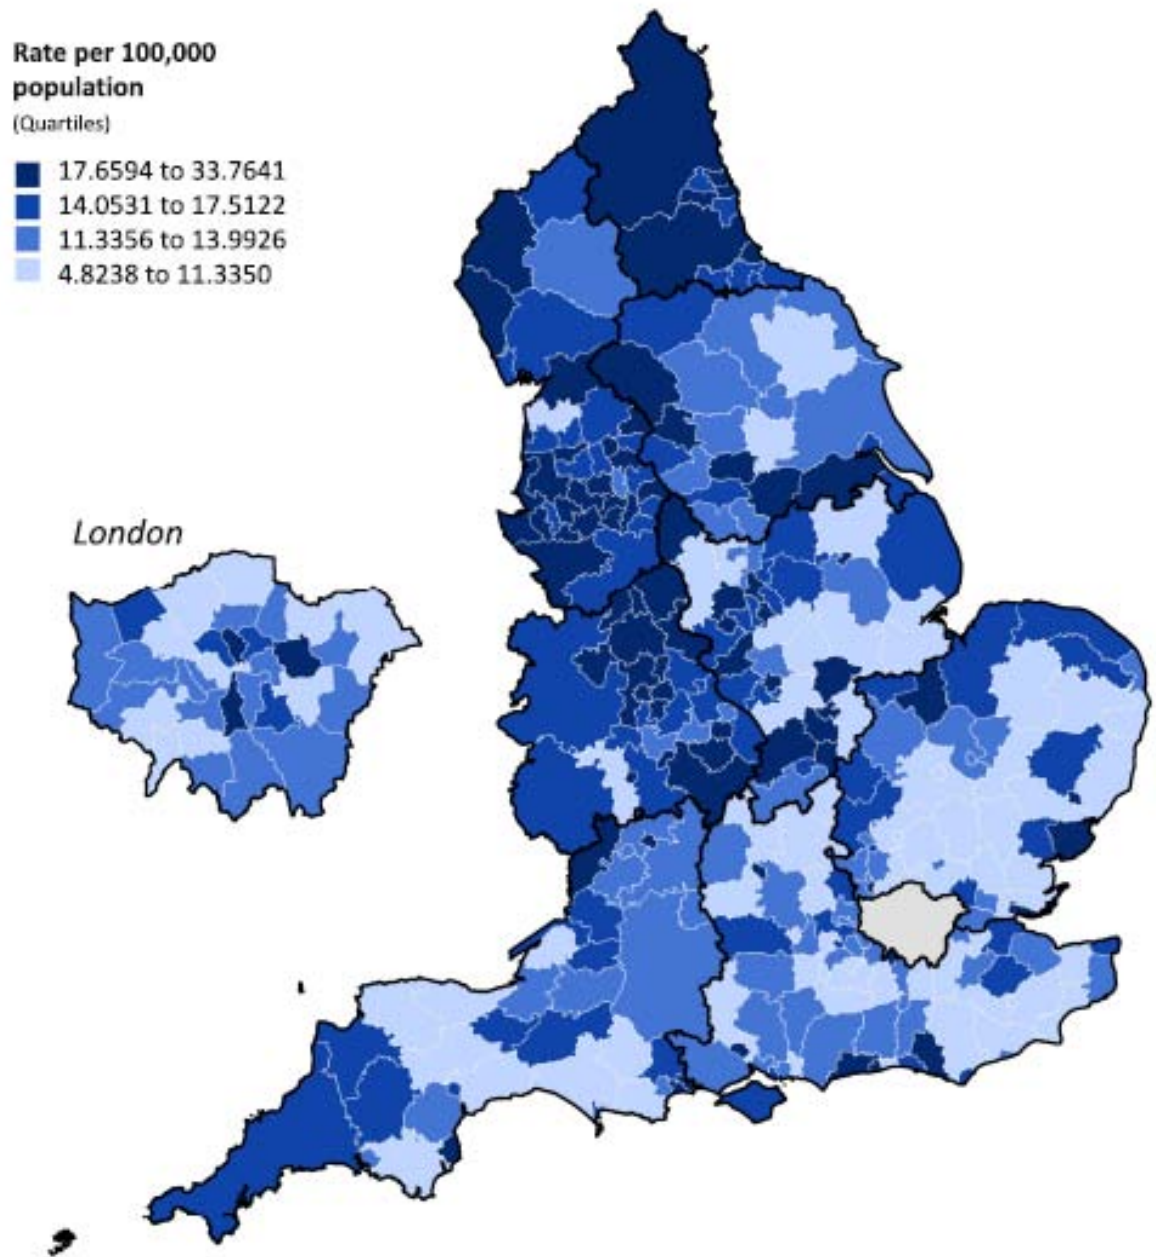 Rate per 100,000
population
(Quartiles)
17.6594 to 33.7641
14.0531 to 17.5122
11.3356 to 13.9926
4.8238 to 11.3350
London